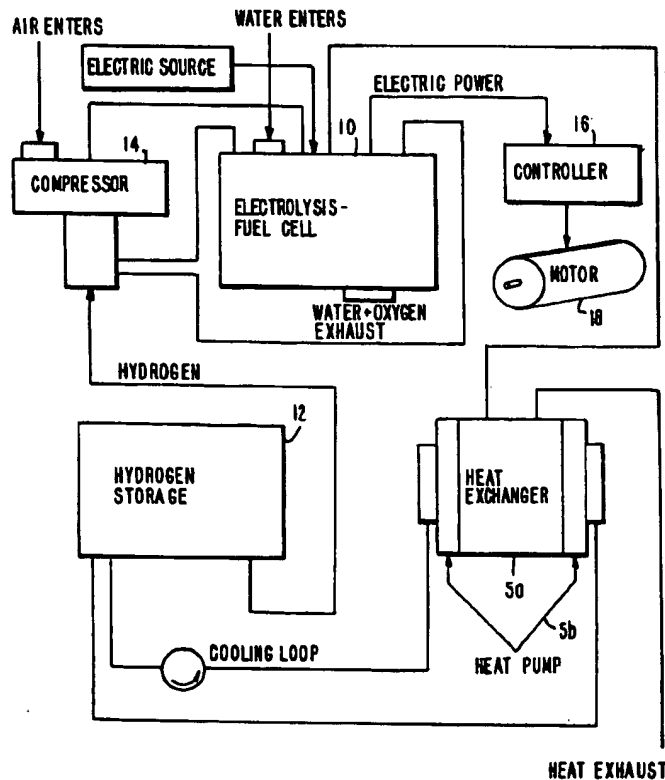 AIR ENTERS
WATER ENTERS
ELECTRIC SOURCE
ELECTRIC POWER
14
10
16
COMPRESSOR
ELECTROLYSIS-
FUEL CELL
CONTROLLER
MOTOR
18
WATER+OXYGEN
EXHAUST
HYDROGEN
12
HYDROGEN
STORAGE
HEAT
EXCHANGER
5a
5b
COOLING LOOP
HEAT PUMP
HEAT EXHAUST